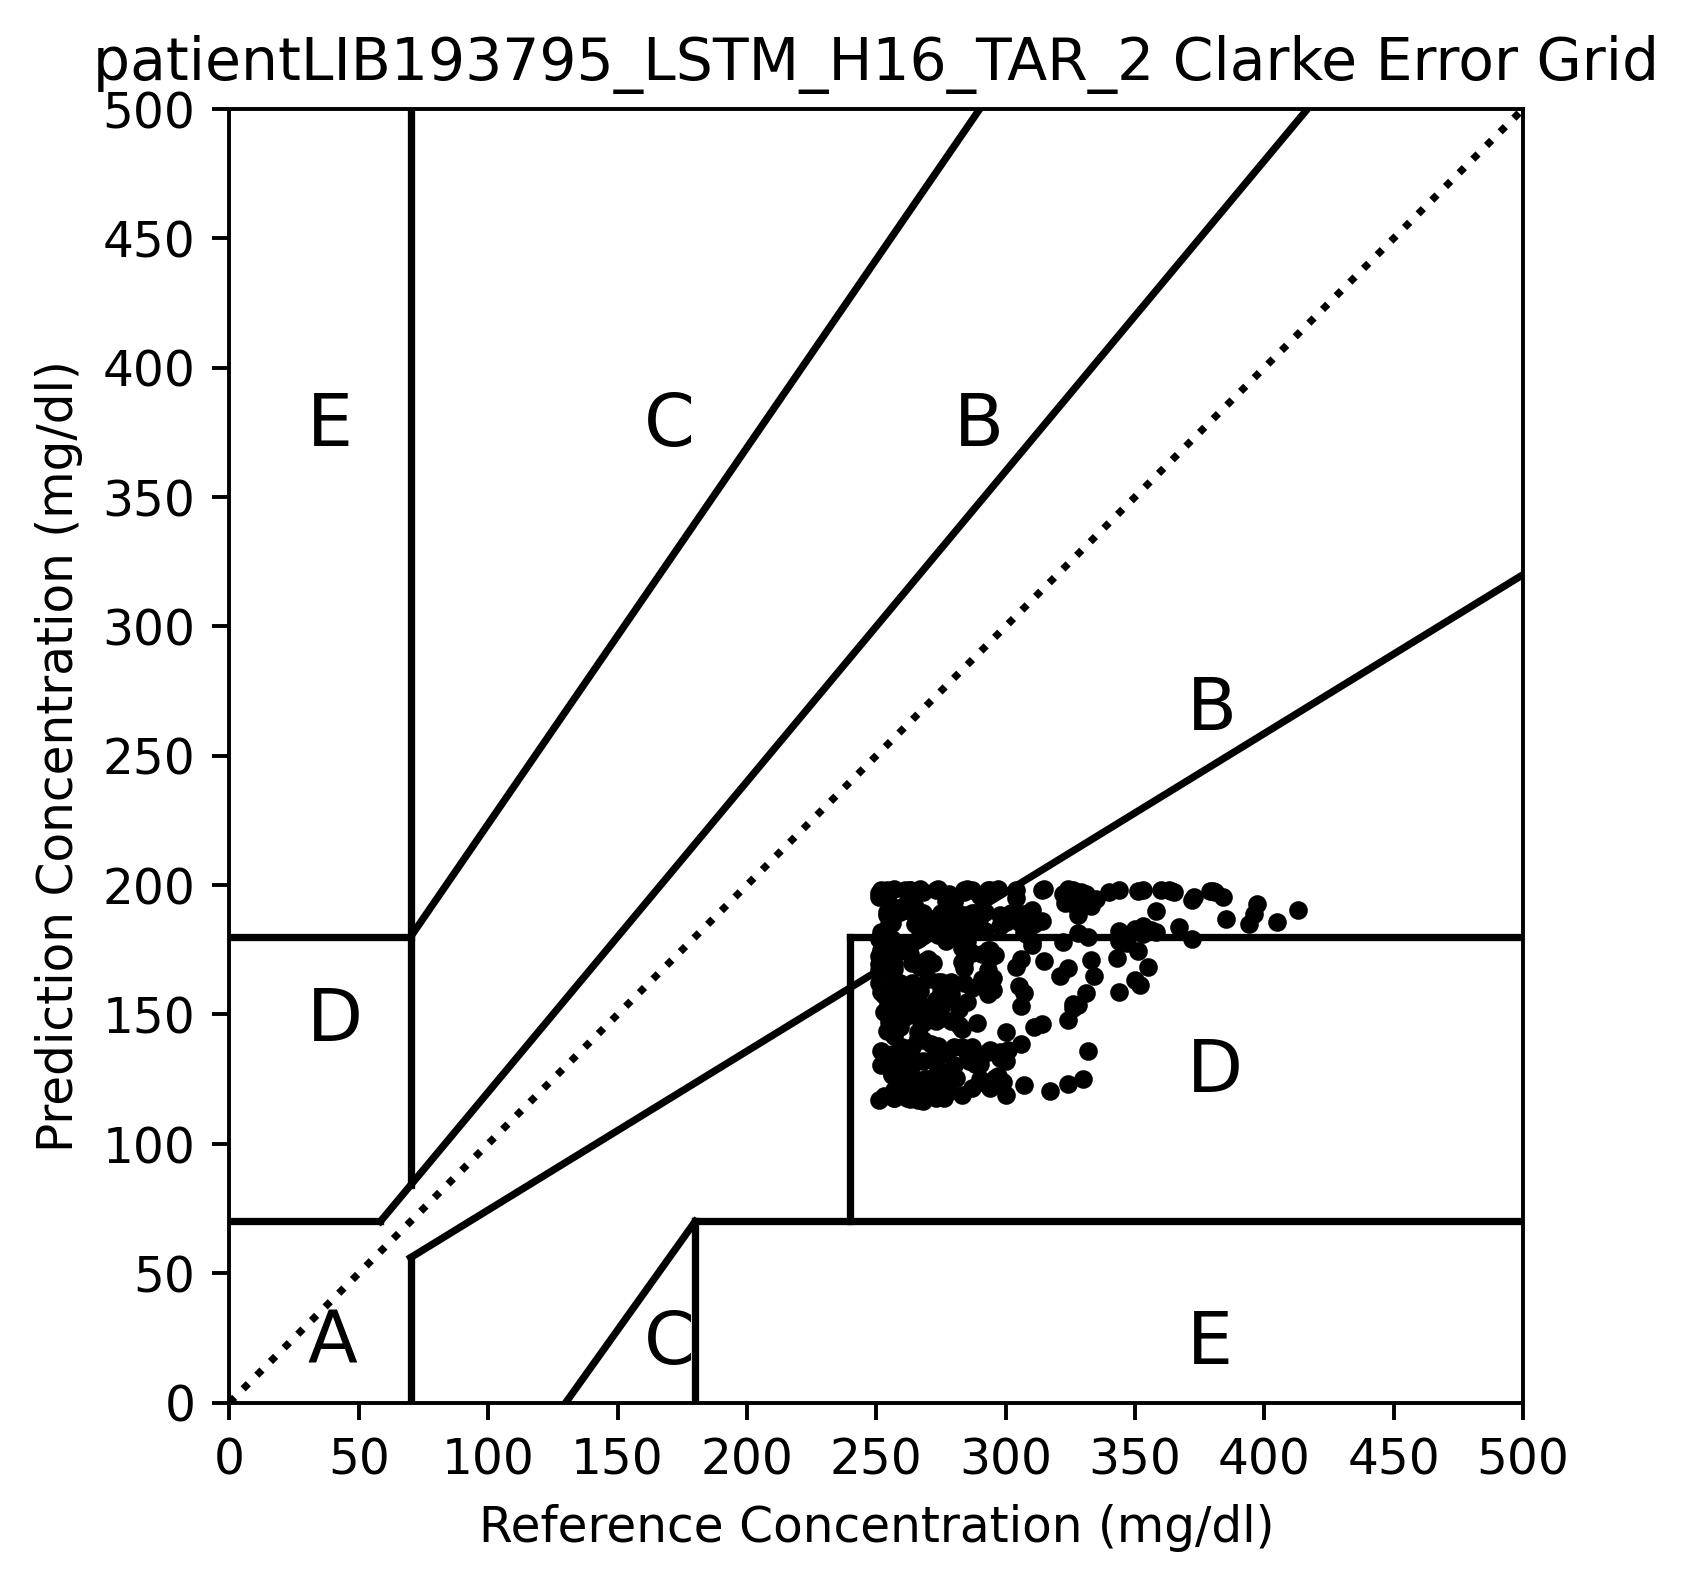 patientLIB193795_LSTM_H16_TAR_2 Clarke Error Grid
500
450
400
350
300
250
200
150
100
50
0
Prediction Concentration (mg/dl)
E
C
B
B
D
D
A
C
E
0 50 100 150 200 250 300 350 400 450 500
Reference Concentration (mg/dl)